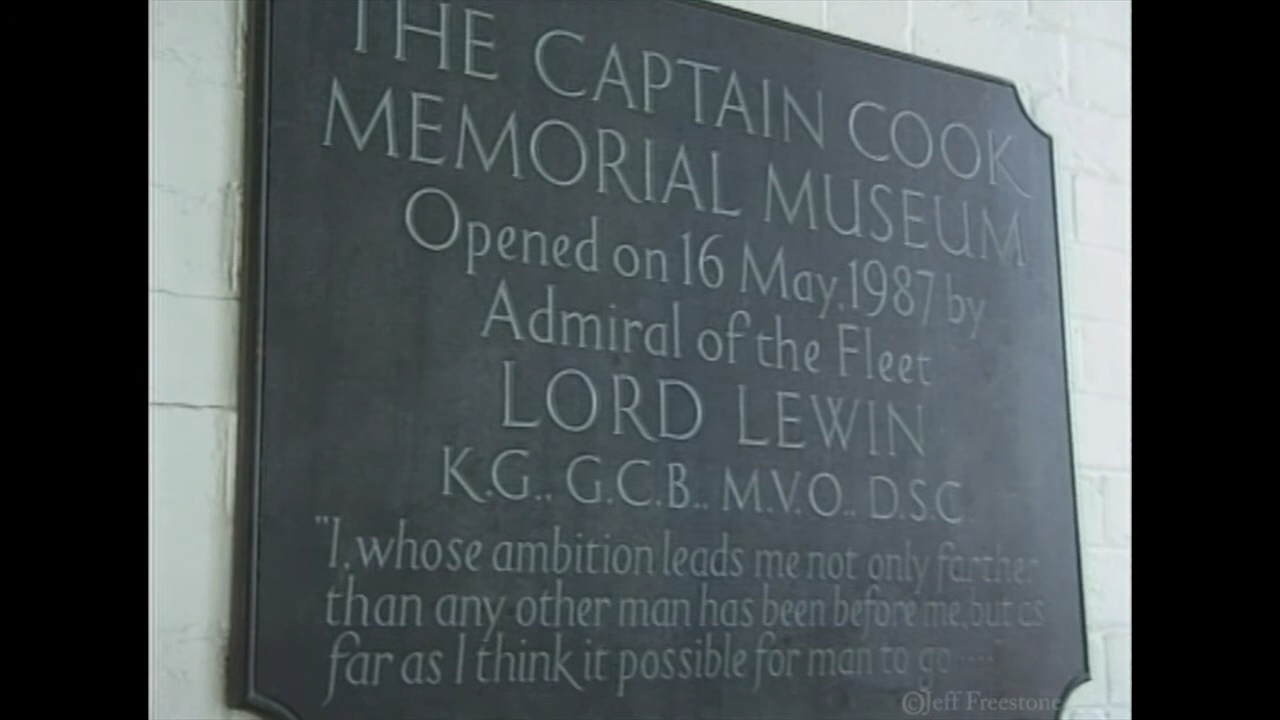 THE CAPTAIN COOK
MEMORIAL MUSEUM
Opened on 16 May, 1987 by
Admiral of the Fleet
LORD LEWIN
K.G., G.C.B., M.V.O., D.S.C.
"I, whose ambition leads me not only farther
than any other man has been before me, but as
far as I think it possible for man to go ...."
©Jeff Freestone